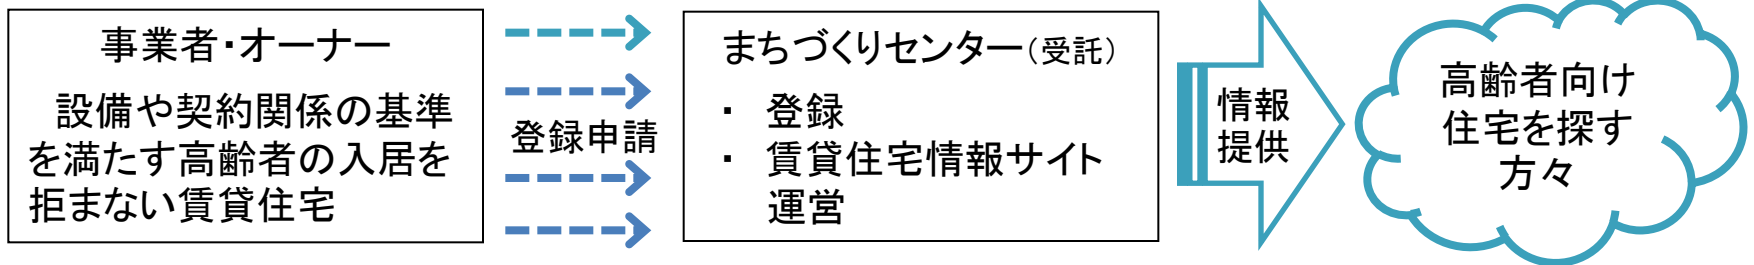 事業者・オーナー
設備や契約関係の基準
を満たす高齢者の入居を
拒まない賃貸住宅
登録申請
まちづくりセンター（受託）
・ 登録
・ 賃貸住宅情報サイト
運営
情報
提供
高齢者向け
住宅を探す
方々